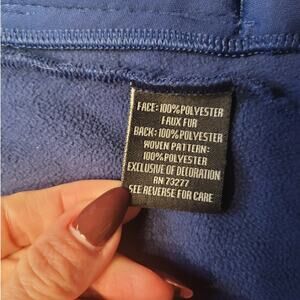 FACE: 100%POLYESTER
FAUX FUR
BACK: 100%POLYESTER
WOVEN PATTERN:
100%POLYESTER
EXCLUSIVE OF DECORATION
RN 73277
SEE REVERSE FOR CARE